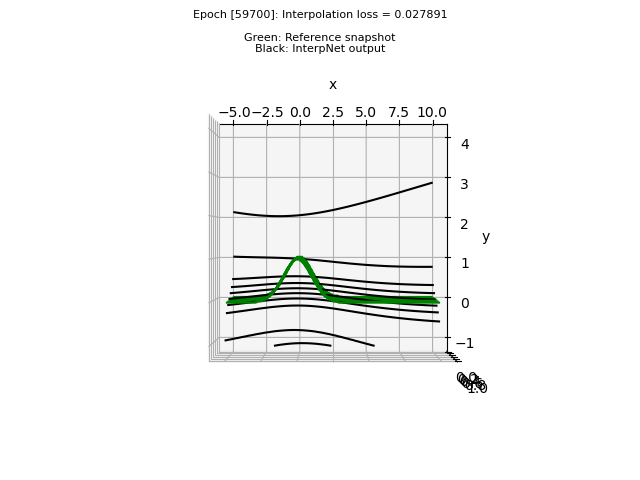 Epoch [59700]: Interpolation loss = 0.027891
Green: Reference snapshot
Black: InterpNet output
x
−5.0 −2.5 0.0 2.5 5.0 7.5 10.0
4
3
2
y
1
0
−1
1.0